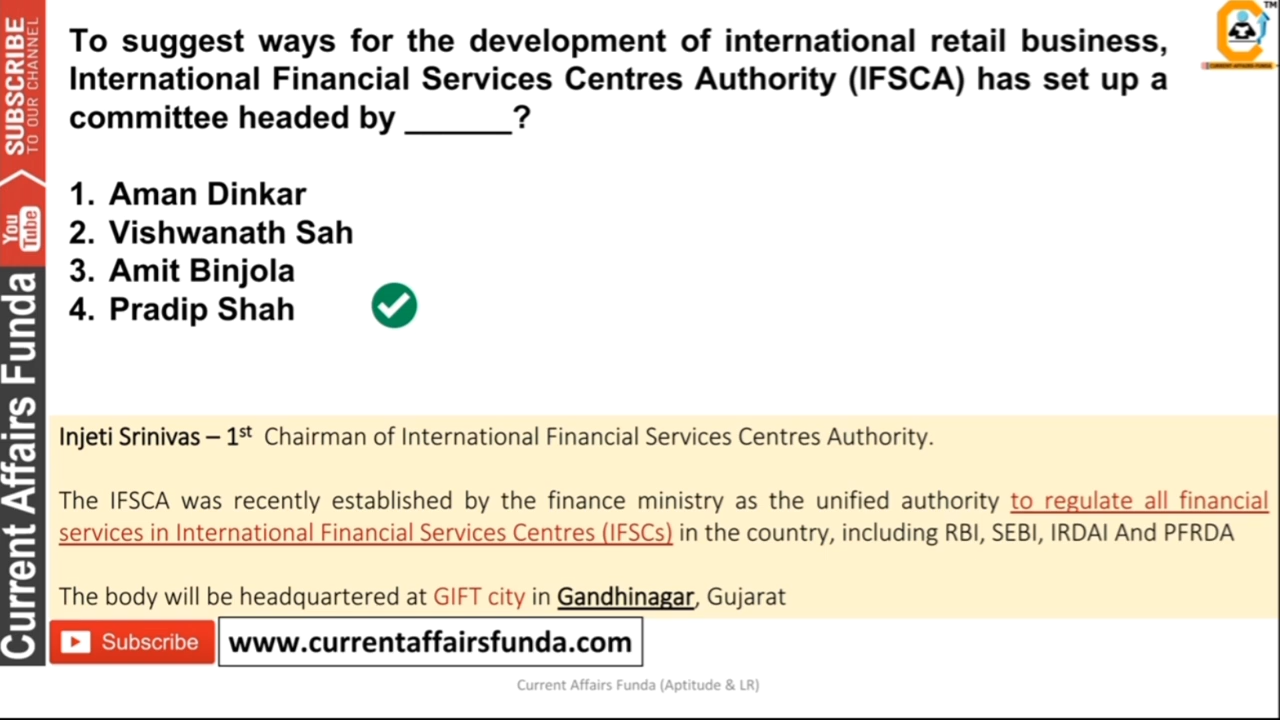 To suggest ways for the development of international retail business,
International Financial Services Centres Authority (IFSCA) has set up a
committee headed by ______?
1. Aman Dinkar
2. Vishwanath Sah
3. Amit Binjola
4. Pradip Shah
Injeti Srinivas – 1st Chairman of International Financial Services Centres Authority.
The IFSCA was recently established by the finance ministry as the unified authority to regulate all financial
services in International Financial Services Centres (IFSCs) in the country, including RBI, SEBI, IRDAI And PFRDA
The body will be headquartered at GIFT city in Gandhinagar, Gujarat
Subscribe
www.currentaffairsfunda.com
Current Affairs Funda (Aptitude & LR)
SUBSCRIBE
TO OUR CHANNEL
You
Tube
Current Affairs Funda
TM
CURRENT AFFAIRS FUNDA